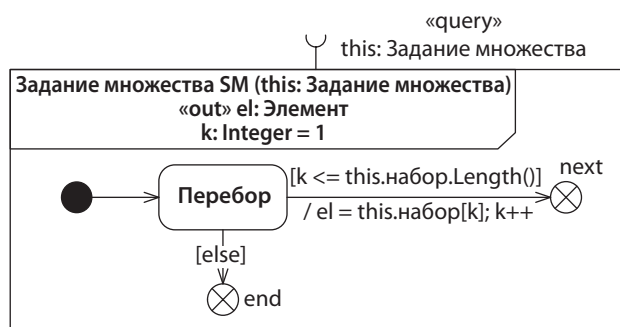 «query»
this: Задание множества
Задание множества SM (this: Задание множества)
«out» el: Элемент
k: Integer = 1
Перебор
[k <= this.набор.Length()]
/ el = this.набор[k]; k++
next
[else]
end